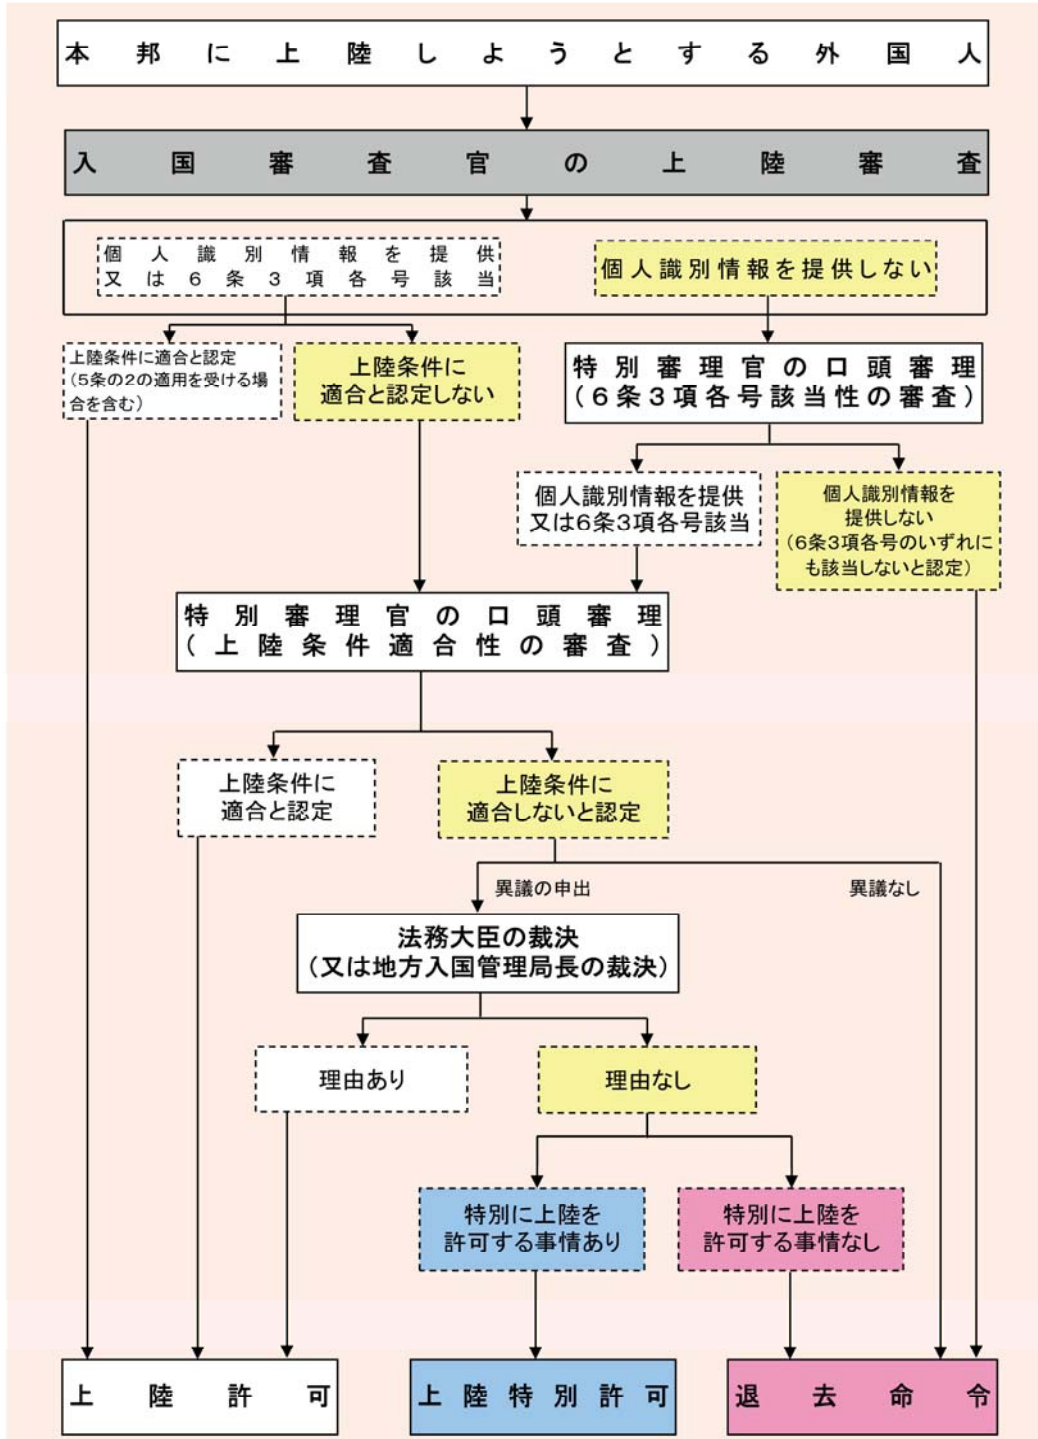 本邦に上陸しようとする外国人
入国審査官の上陸審査
個人識別情報を提供
又は６条３項各号該当
個人識別情報を提供しない
上陸条件に適合と認定
(5条の2の適用を受ける場
合を含む)
上陸条件に
適合と認定しない
特別審理官の口頭審理
(６条３項各号該当性の審査)
個人識別情報を提供
又は6条3項各号該当
個人識別情報を
提供しない
(6条3項各号のいずれに
も該当しないと認定)
特別審理官の口頭審理
(上陸条件適合性の審査)
上陸条件に
適合と認定
上陸条件に
適合しないと認定
異議の申出
異議なし
法務大臣の裁決
(又は地方入国管理局長の裁決)
理由あり
理由なし
特別に上陸を
許可する事情あり
特別に上陸を
許可する事情なし
上陸許可
上陸特別許可
退去命令